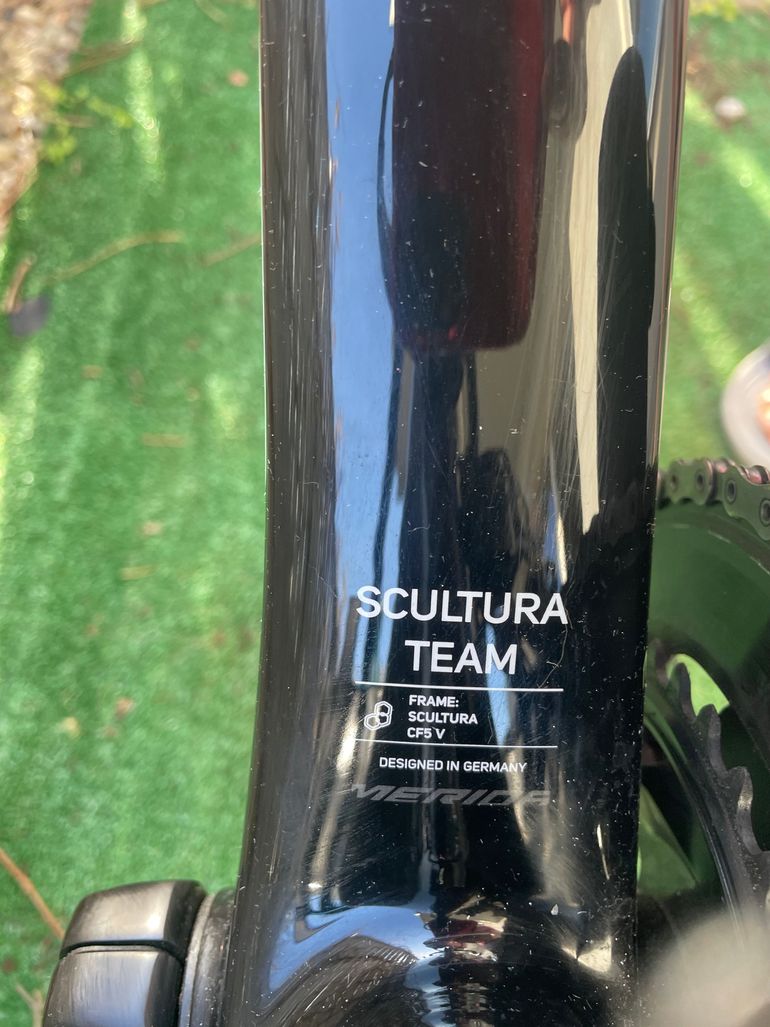 SCULTURA
TEAM
FRAME:
SCULTURA
CF5 V
DESIGNED IN GERMANY
MERIDA